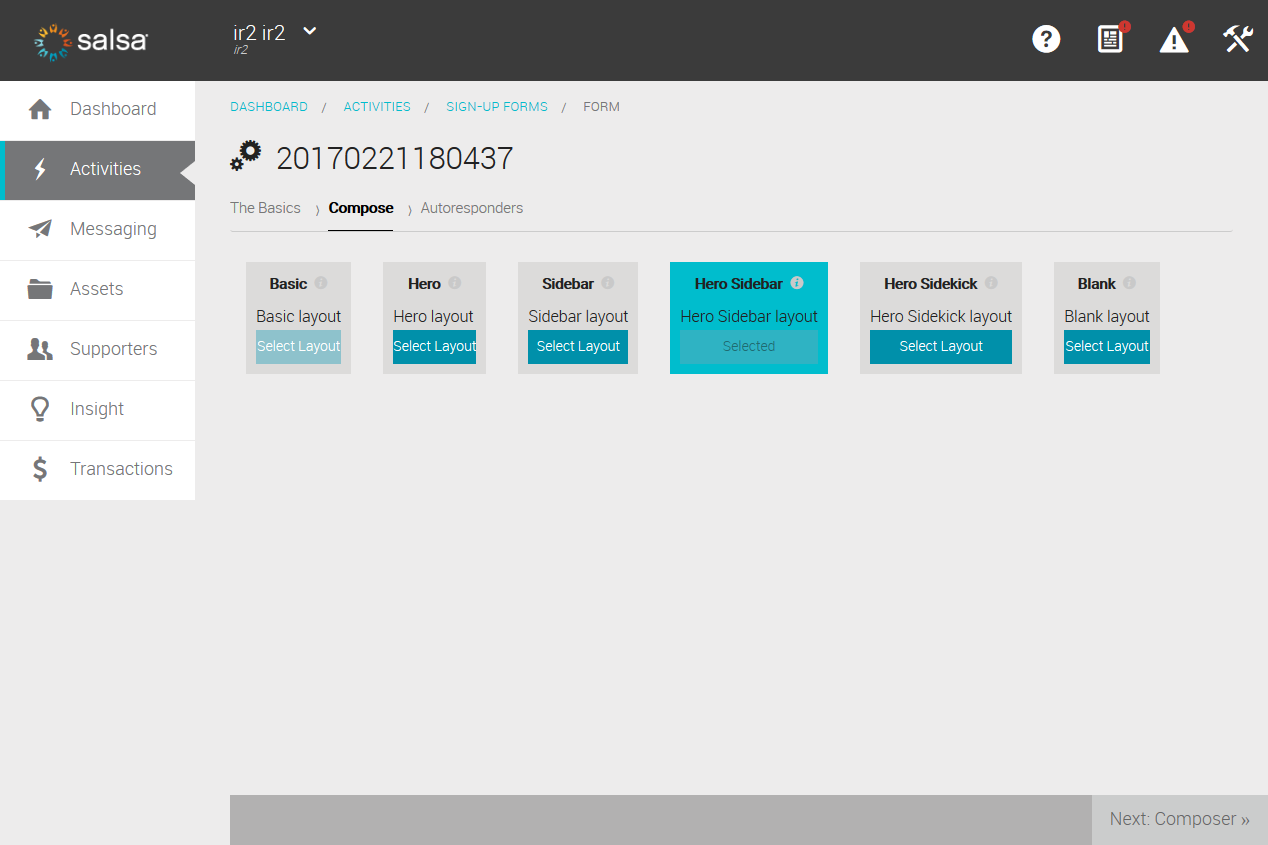 salsa
ir2 ir2
ir2
Dashboard
Activities
Messaging
Assets
Supporters
Insight
Transactions
DASHBOARD / ACTIVITIES / SIGN-UP FORMS / FORM
20170221180437
The Basics Compose Autoresponders
Basic
Basic layout
Select Layout
Hero
Hero layout
Select Layout
Sidebar
Sidebar layout
Select Layout
Hero Sidebar
Hero Sidebar layout
Selected
Hero Sidekick
Hero Sidekick layout
Select Layout
Blank
Blank layout
Select Layout
Next: Composer »